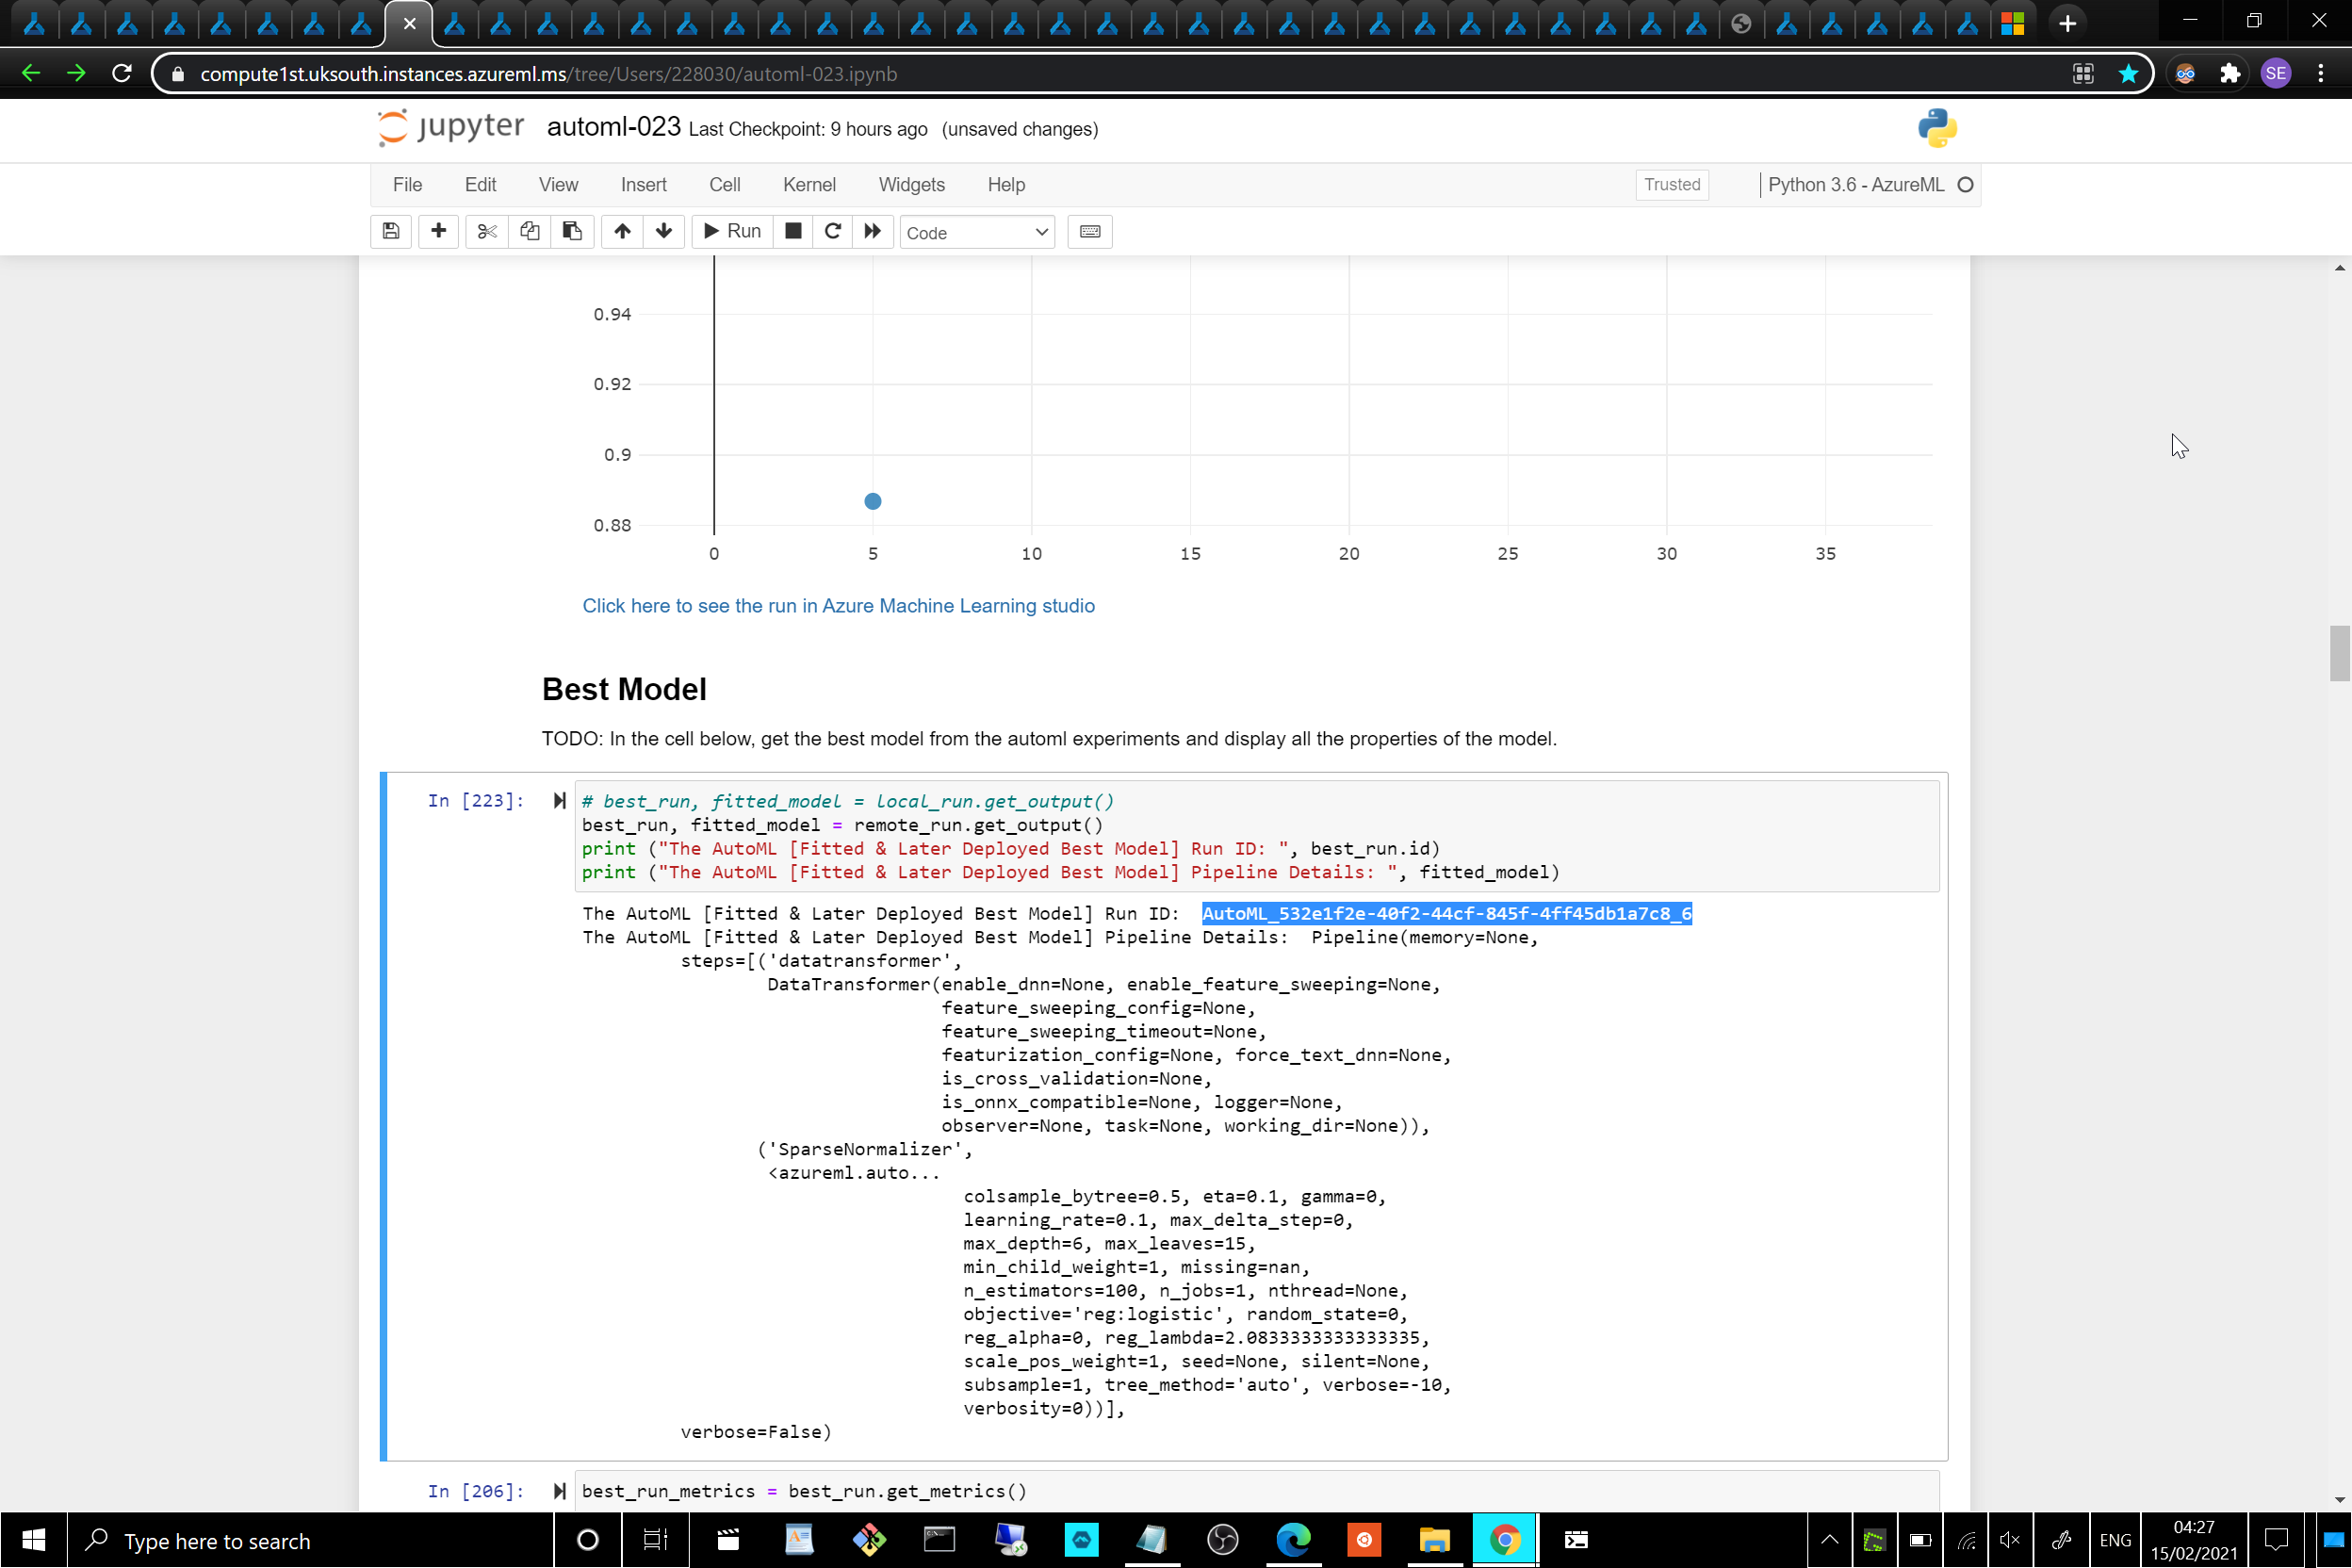 compute1st.uksouth.instances.azureml.ms/tree/Users/228030/automl-023.ipynb
SE
jupyter automl-023 Last Checkpoint: 9 hours ago (unsaved changes)
File Edit View Insert Cell Kernel Widgets Help Trusted Python 3.6 - AzureML
Run Code
0.94
0.92
0.9
0.88
0 5 10 15 20 25 30 35
Click here to see the run in Azure Machine Learning studio
Best Model
TODO: In the cell below, get the best model from the automl experiments and display all the properties of the model.
In [223]: # best_run, fitted_model = local_run.get_output()
best_run, fitted_model = remote_run.get_output()
print ("The AutoML [Fitted & Later Deployed Best Model] Run ID: ", best_run.id)
print ("The AutoML [Fitted & Later Deployed Best Model] Pipeline Details: ", fitted_model)
The AutoML [Fitted & Later Deployed Best Model] Run ID:  AutoML_532e1f2e-40f2-44cf-845f-4ff45db1a7c8_6
The AutoML [Fitted & Later Deployed Best Model] Pipeline Details:  Pipeline(memory=None,
steps=[('datatransformer',
DataTransformer(enable_dnn=None, enable_feature_sweeping=None,
feature_sweeping_config=None,
feature_sweeping_timeout=None,
featurization_config=None, force_text_dnn=None,
is_cross_validation=None,
is_onnx_compatible=None, logger=None,
observer=None, task=None, working_dir=None)),
('SparseNormalizer',
<azureml.auto...
colsample_bytree=0.5, eta=0.1, gamma=0,
learning_rate=0.1, max_delta_step=0,
max_depth=6, max_leaves=15,
min_child_weight=1, missing=nan,
n_estimators=100, n_jobs=1, nthread=None,
objective='reg:logistic', random_state=0,
reg_alpha=0, reg_lambda=2.0833333333333335,
scale_pos_weight=1, seed=None, silent=None,
subsample=1, tree_method='auto', verbose=-10,
verbosity=0))],
verbose=False)
In [206]: best_run_metrics = best_run.get_metrics()
Type here to search
ENG
04:27
15/02/2021